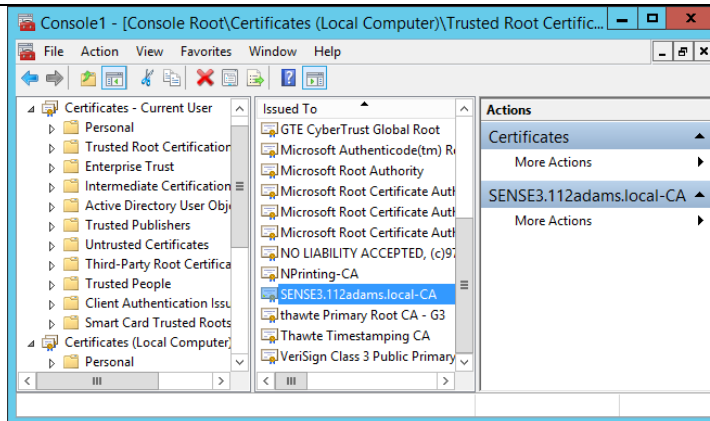 Console1 - [Console Root\Certificates (Local Computer)\Trusted Root Certific...
File Action View Favorites Window Help
Certificates - Current User
Personal
Trusted Root Certification
Enterprise Trust
Intermediate Certification
Active Directory User Obje
Trusted Publishers
Untrusted Certificates
Third-Party Root Certifica
Trusted People
Client Authentication Issu
Smart Card Trusted Roots
Certificates (Local Computer)
Personal
Issued To
GTE CyberTrust Global Root
Microsoft Authenticode(tm) Ro
Microsoft Root Authority
Microsoft Root Certificate Auth
Microsoft Root Certificate Auth
Microsoft Root Certificate Auth
NO LIABILITY ACCEPTED, (c)97
NPrinting-CA
SENSE3.112adams.local-CA
thawte Primary Root CA - G3
Thawte Timestamping CA
VeriSign Class 3 Public Primary
Actions
Certificates
More Actions
SENSE3.112adams.local-CA
More Actions